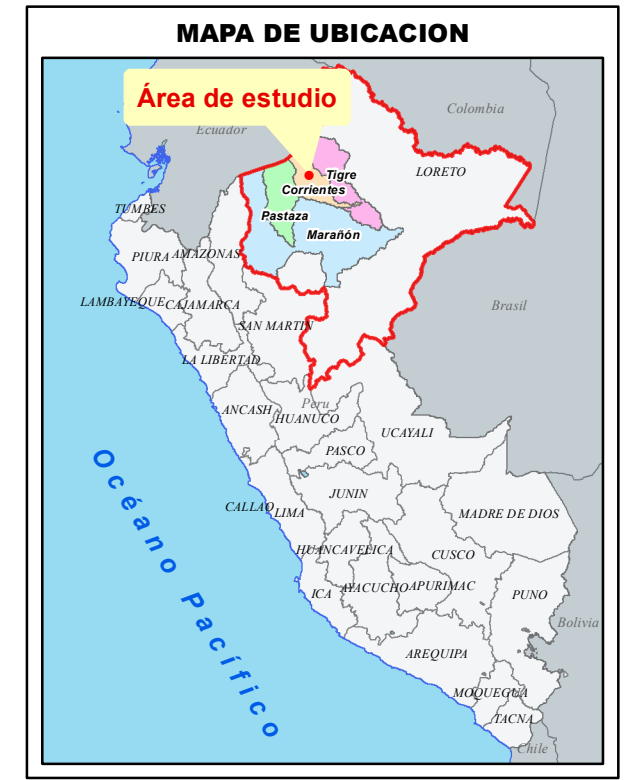 MAPA DE UBICACION
Área de estudio
Colombia
Ecuador
LORETO
Tigre
Corrientes
Pastaza
Marañón
TUMBES
PIURA
AMAZONAS
LAMBAYEQUE
CAJAMARCA
SAN MARTIN
Brasil
LA LIBERTAD
Peru
ANCASH
HUANUCO
UCAYALI
PASCO
Océano Pacífico
JUNIN
CALLAO
LIMA
MADRE DE DIOS
HUANCAVELICA
CUSCO
ICA
AYACUCHO
APURIMAC
PUNO
Bolivia
AREQUIPA
MOQUEGUA
TACNA
Chile